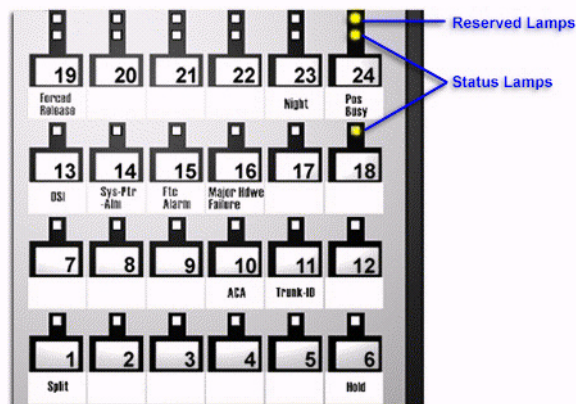 Reserved Lamps
19 20 21 22 23 24
Status Lamps
Forced
Release
Night
Pos
Busy
13 14 15 16 17 18
OSI
Sys-Ptr
-Alm
Ftc
Alarm
Major Hdwe
Failure
7 8 9 10 11 12
ACA
Trunk-ID
1 2 3 4 5 6
Split
Hold